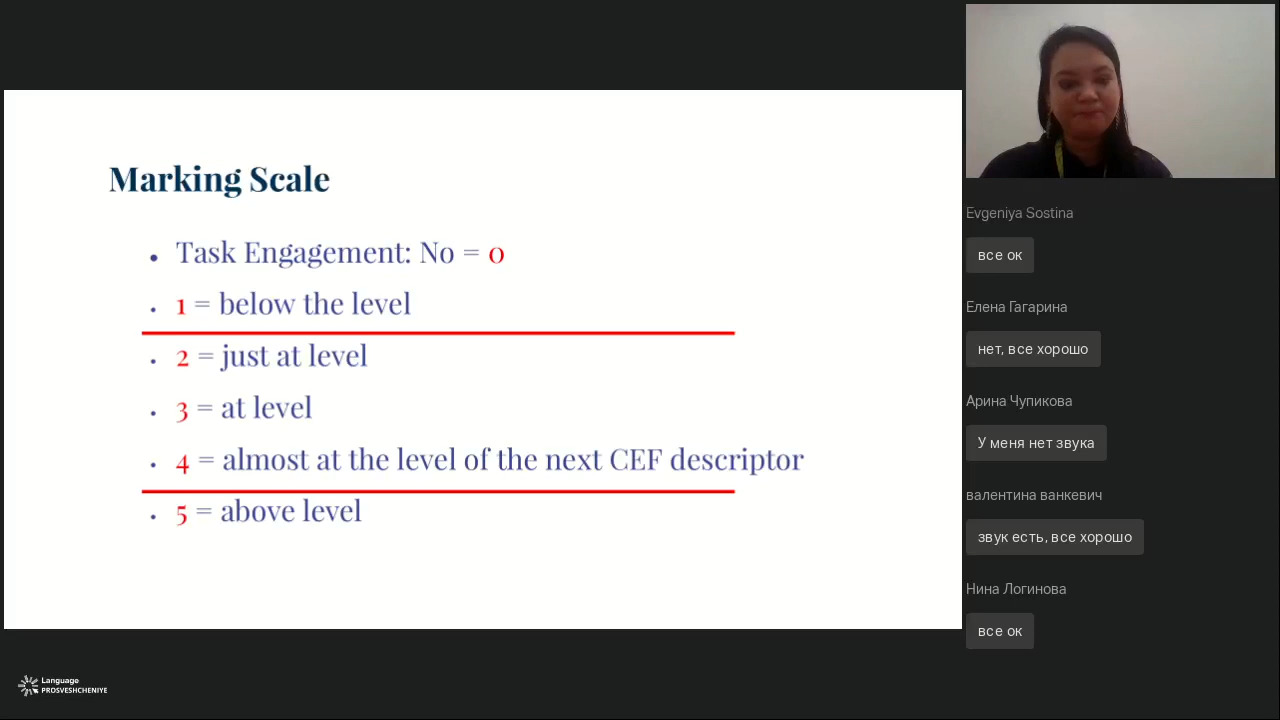 Marking Scale
• Task Engagement: No = 0
• 1 = below the level
• 2 = just at level
• 3 = at level
• 4 = almost at the level of the next CEF descriptor
• 5 = above level
Evgeniya Sostina
все ок
Елена Гагарина
нет, все хорошо
Арина Чупикова
У меня нет звука
валентина ванкевич
звук есть, все хорошо
Нина Логинова
все ок
Language
PROSVESHCHENIYE